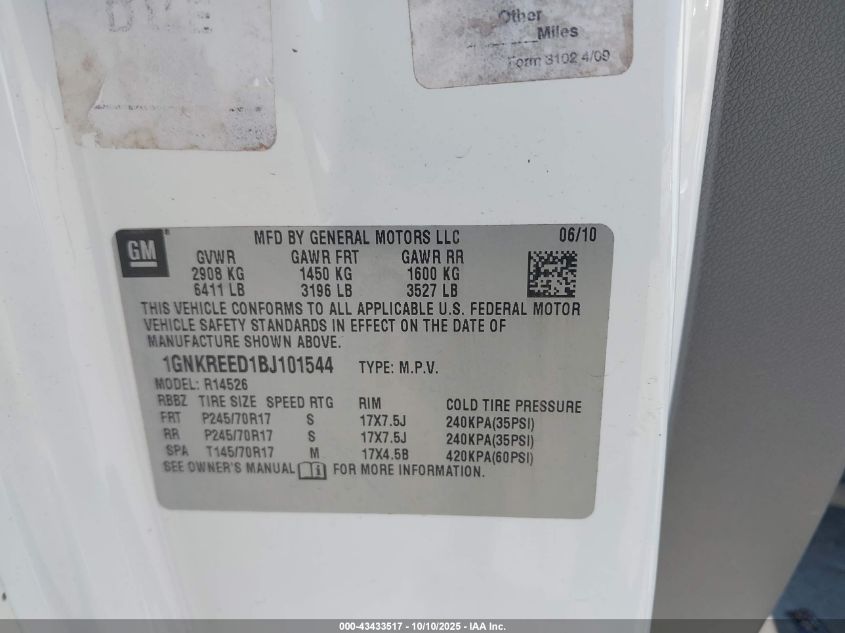 Other
Miles
Form 3102 4/09
GM
MFD BY GENERAL MOTORS LLC 06/10
GVWR GAWR FRT GAWR RR
2908 KG 1450 KG 1600 KG
6411 LB 3196 LB 3527 LB
THIS VEHICLE CONFORMS TO ALL APPLICABLE U.S. FEDERAL MOTOR
VEHICLE SAFETY STANDARDS IN EFFECT ON THE DATE OF
MANUFACTURE SHOWN ABOVE.
1GNKREED1BJ101544 TYPE: M.P.V.
MODEL: R14526
RBBZ TIRE SIZE SPEED RTG RIM COLD TIRE PRESSURE
FRT P245/70R17 S 17X7.5J 240KPA(35PSI)
RR P245/70R17 S 17X7.5J 240KPA(35PSI)
SPA T145/70R17 M 17X4.5B 420KPA(60PSI)
SEE OWNER'S MANUAL FOR MORE INFORMATION.
000-43433517 - 10/10/2025 - IAA Inc.